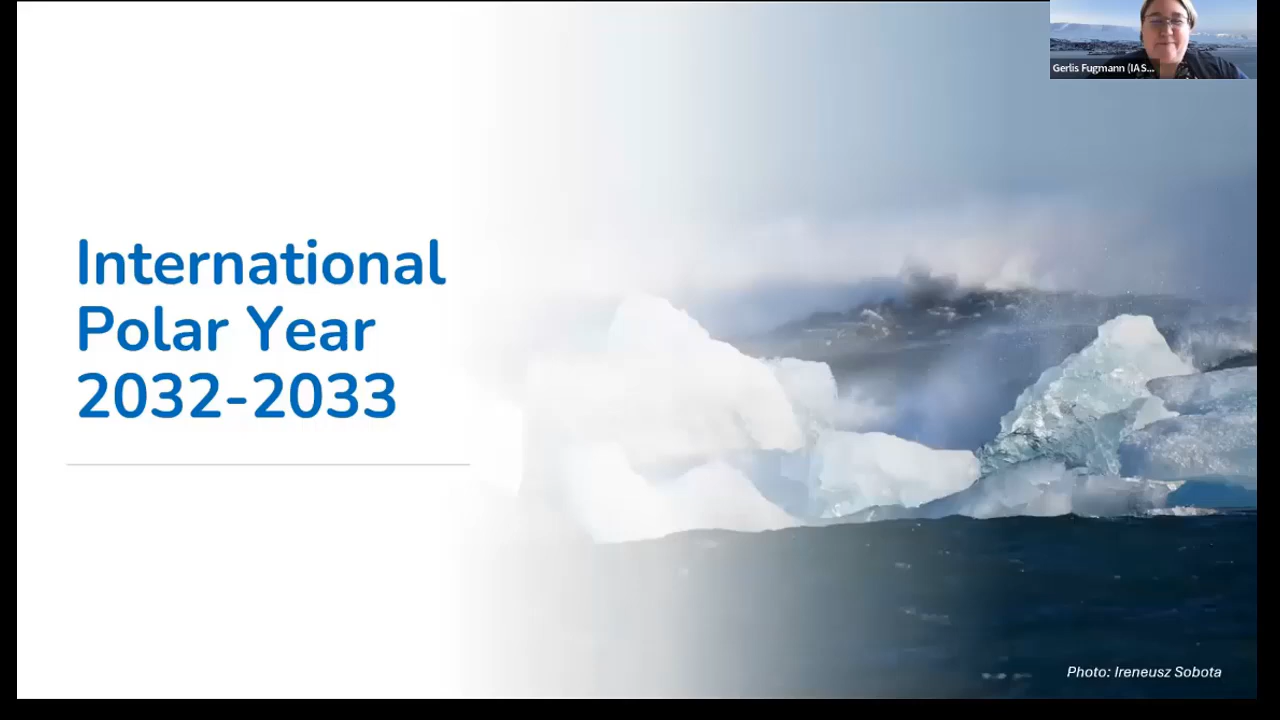 Gerlis Fugmann (IAS...
International
Polar Year
2032-2033
Photo: Ireneusz Sobota